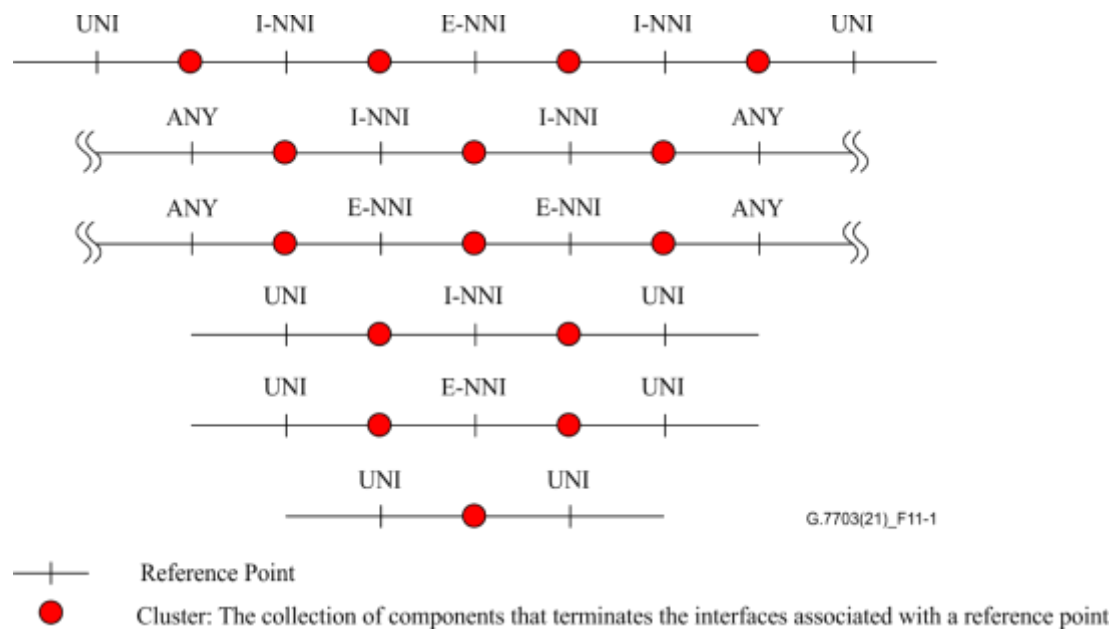 UNI I-NNI E-NNI I-NNI UNI
ANY I-NNI I-NNI ANY
ANY E-NNI E-NNI ANY
UNI I-NNI UNI
UNI E-NNI UNI
UNI UNI
G.7703(21)_F11-1
Reference Point
Cluster: The collection of components that terminates the interfaces associated with a reference point